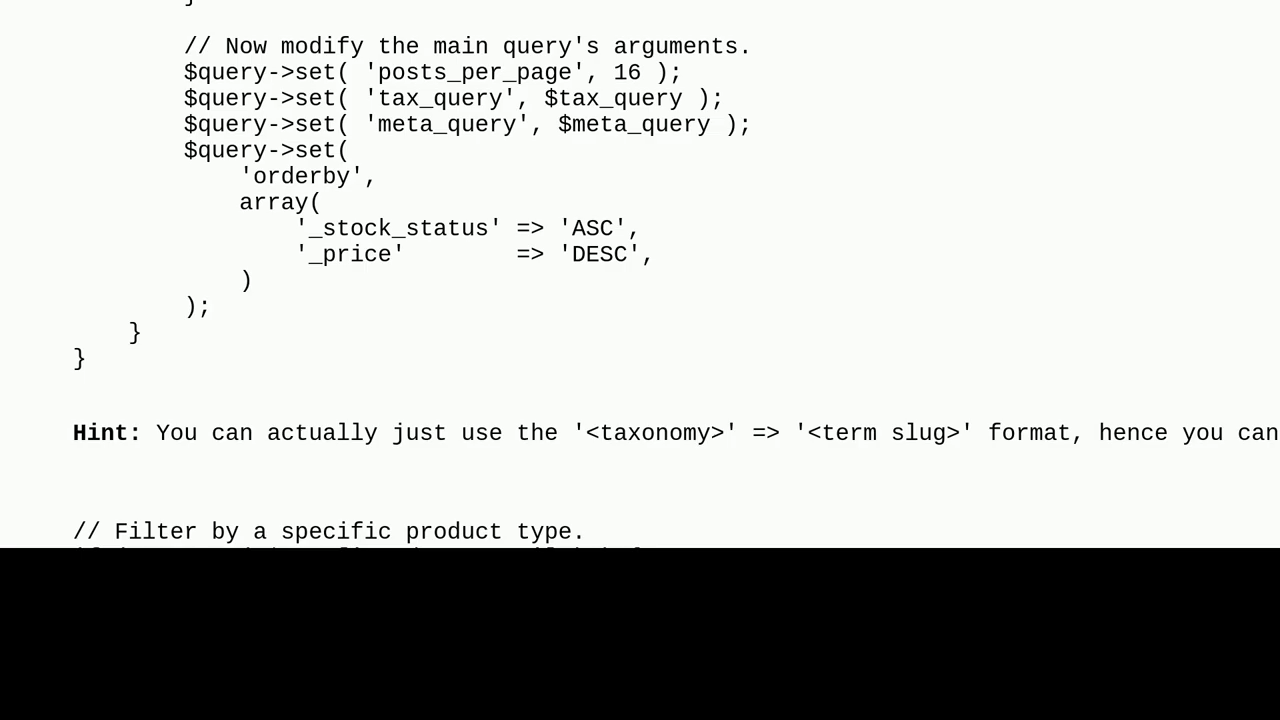 }
// Now modify the main query's arguments.
$query->set( 'posts_per_page', 16 );
$query->set( 'tax_query', $tax_query );
$query->set( 'meta_query', $meta_query );
$query->set(
'orderby',
array(
'_stock_status' => 'ASC',
'_price'        => 'DESC',
)
);
}
}
Hint: You can actually just use the '<taxonomy>' => '<term slug>' format, hence you can
// Filter by a specific product type.